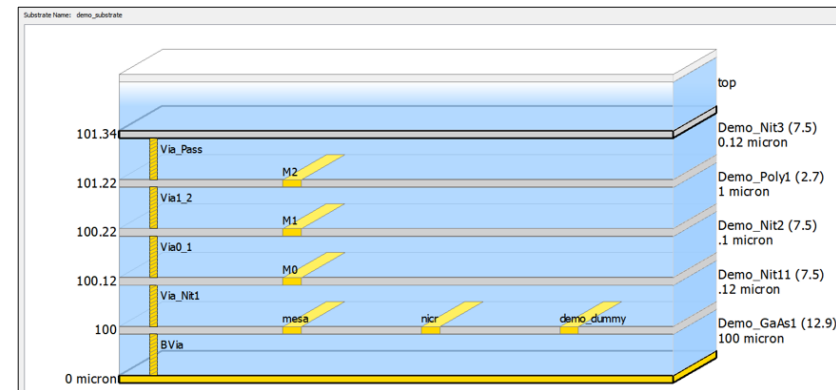 Substrate Name: demo_substrate
top
101.34
Demo_Nit3 (7.5)
0.12 micron
Via_Pass
M2
101.22
Demo_Poly1 (2.7)
1 micron
Via1_2
M1
100.22
Demo_Nit2 (7.5)
.1 micron
Via0_1
M0
100.12
Demo_Nit11 (7.5)
.12 micron
Via_Nit1
mesa
nicr
demo_dummy
100
Demo_GaAs1 (12.9)
100 micron
BVia
0 micron